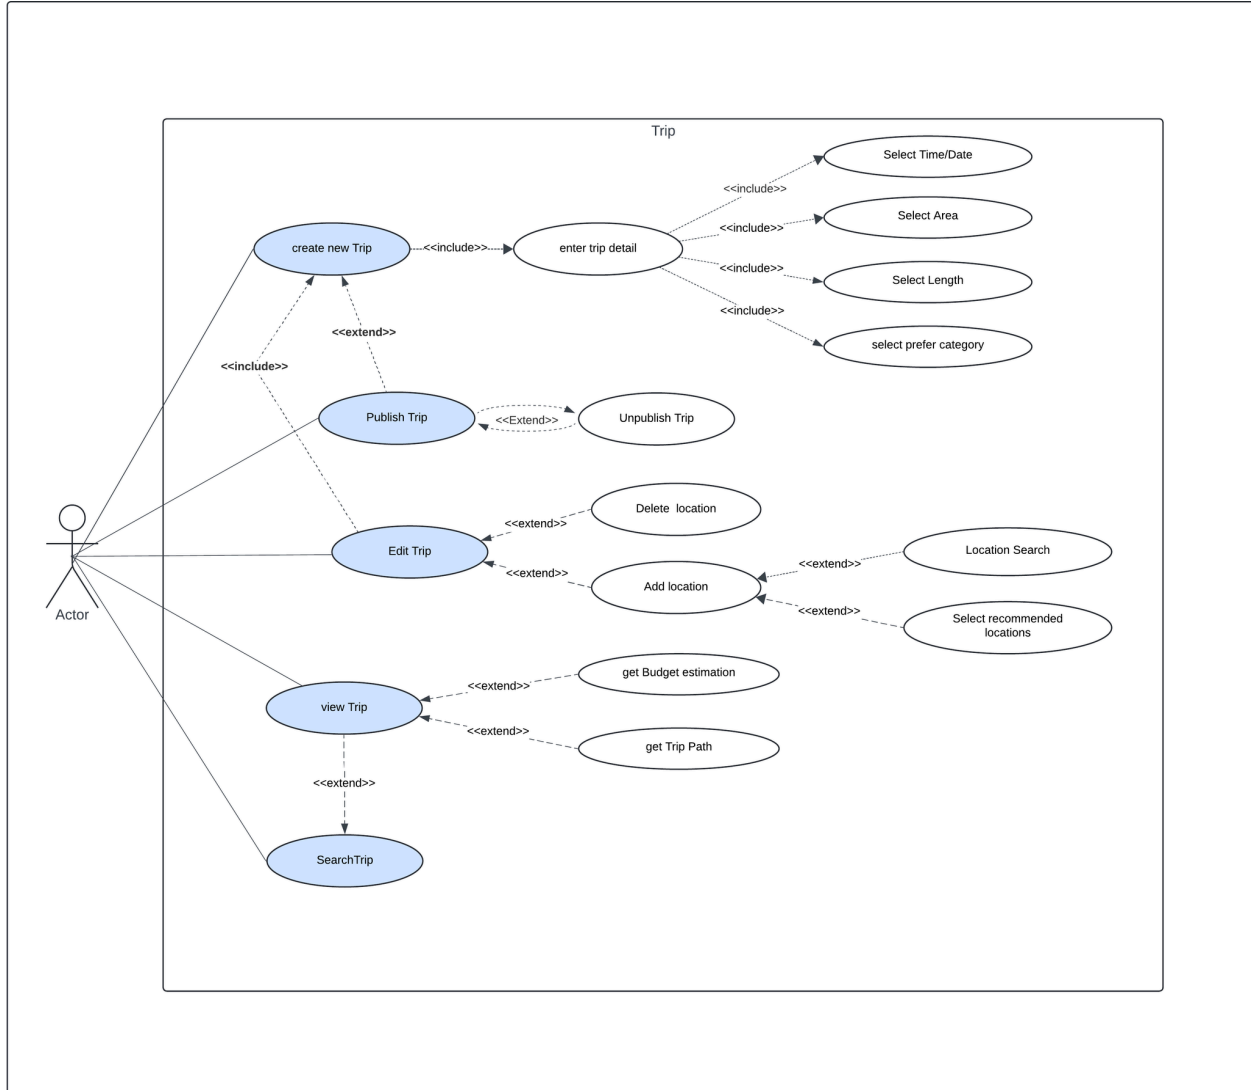 Trip
Select Time/Date
<<include>>
Select Area
<<include>>
create new Trip
<<include>>
enter trip detail
<<include>>
Select Length
<<include>>
<<extend>>
select prefer category
<<include>>
Publish Trip
<<Extend>>
Unpublish Trip
Delete  location
<<extend>>
Edit Trip
Location Search
<<extend>>
<<extend>>
Add location
<<extend>>
Select recommended
locations
Actor
get Budget estimation
<<extend>>
view Trip
<<extend>>
get Trip Path
<<extend>>
SearchTrip